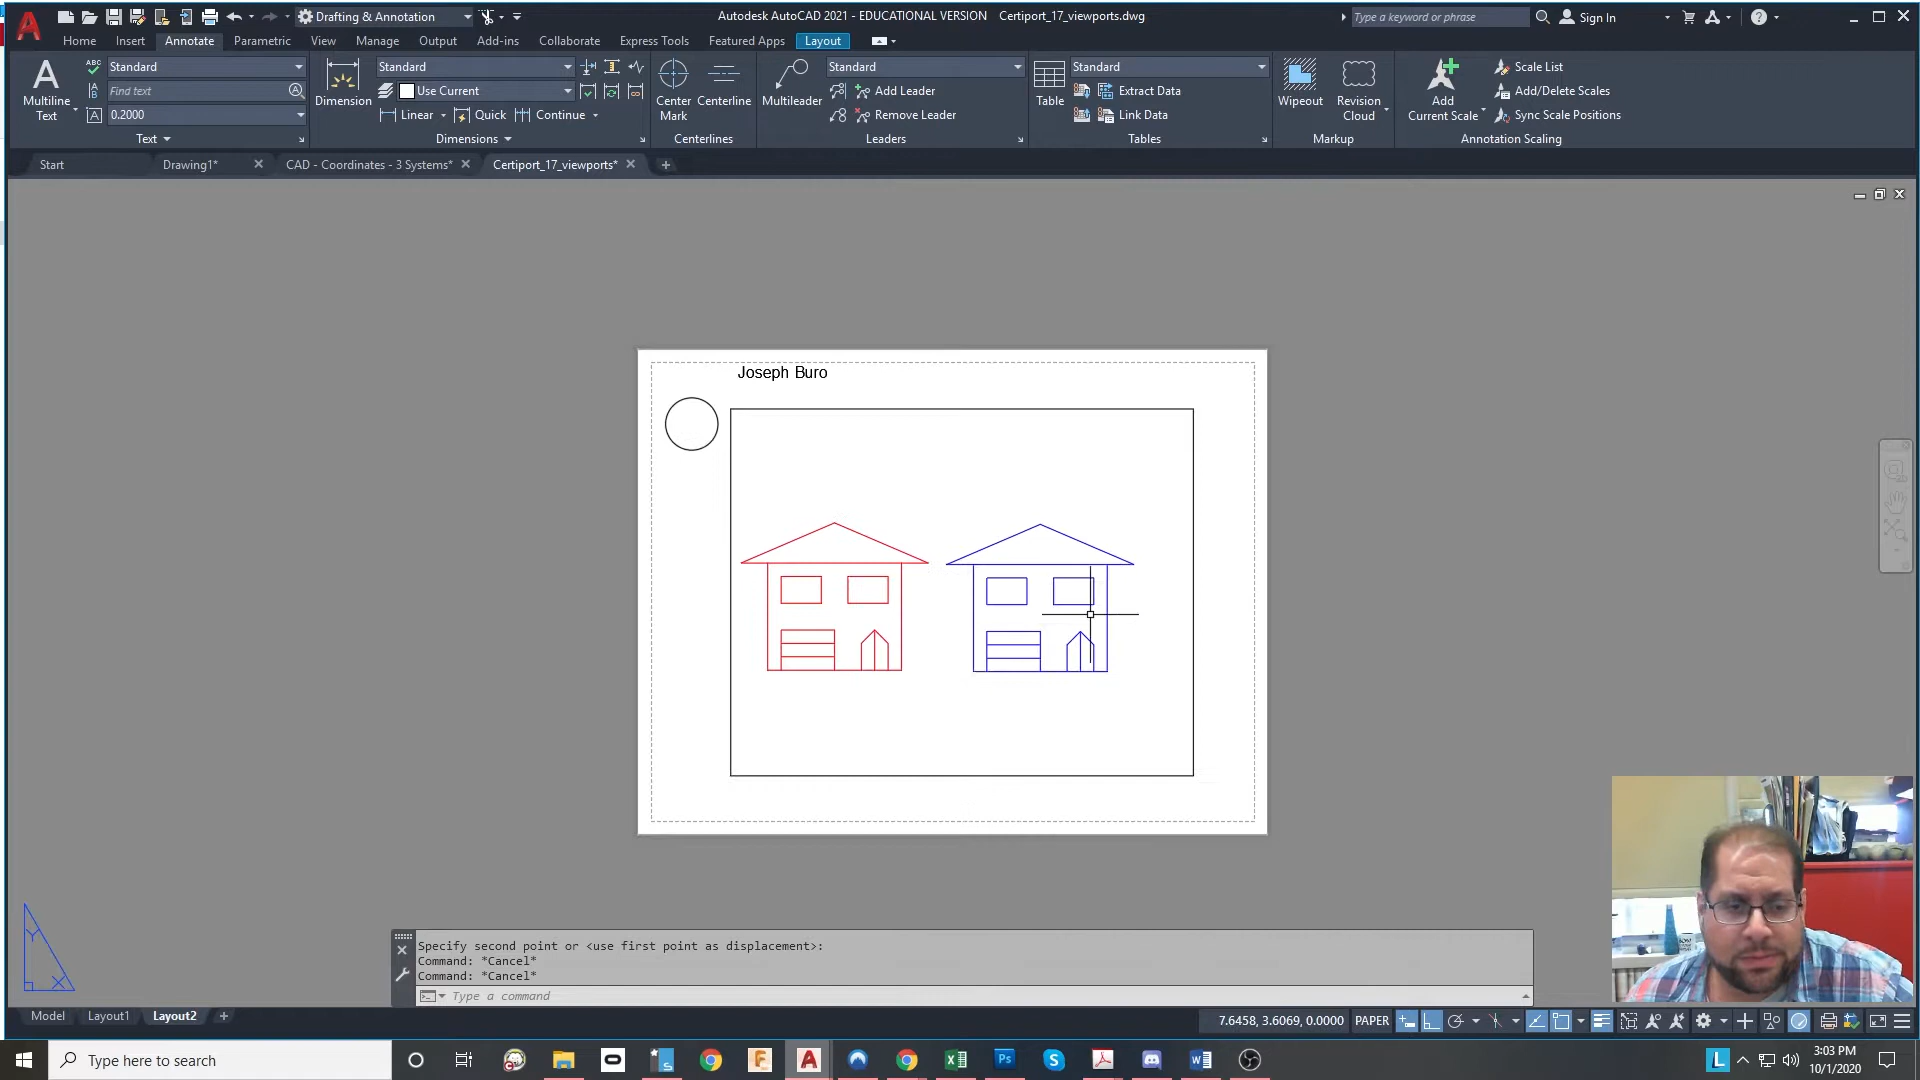 Drafting & Annotation
Autodesk AutoCAD 2021 - EDUCATIONAL VERSION Certiport_17_viewports.dwg
Type a keyword or phrase
Sign In
Home Insert Annotate Parametric View Manage Output Add-ins Collaborate Express Tools Featured Apps Layout
Multiline Text
ABC
Standard
Find text
0.2000
Text
Dimension
Standard
Use Current
Linear Quick Continue
Dimensions
Center Mark
Centerline
Centerlines
Multileader
Standard
Add Leader
Remove Leader
Leaders
Table
Standard
Extract Data
Link Data
Tables
Wipeout
Revision Cloud
Markup
Add Current Scale
Scale List
Add/Delete Scales
Sync Scale Positions
Annotation Scaling
Start
Drawing1*
CAD - Coordinates - 3 Systems*
Certiport_17_viewports*
Joseph Buro
Y
X
Specify second point or <use first point as displacement>:
Command: *Cancel*
Command: *Cancel*
Type a command
Model Layout1 Layout2
7.6458, 3.6069, 0.0000 PAPER
Type here to search
3:03 PM
10/1/2020